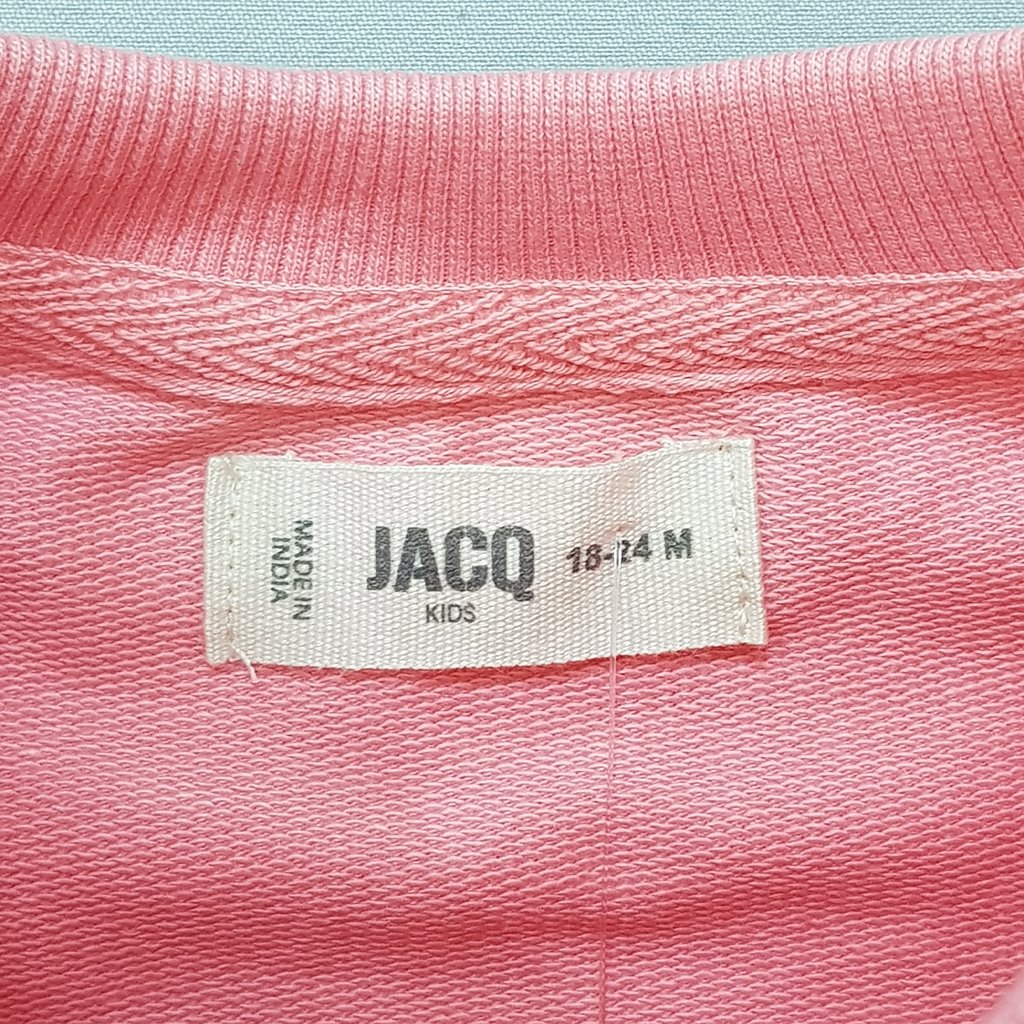 MADE IN
INDIA
JACQ
KIDS
18-24 M